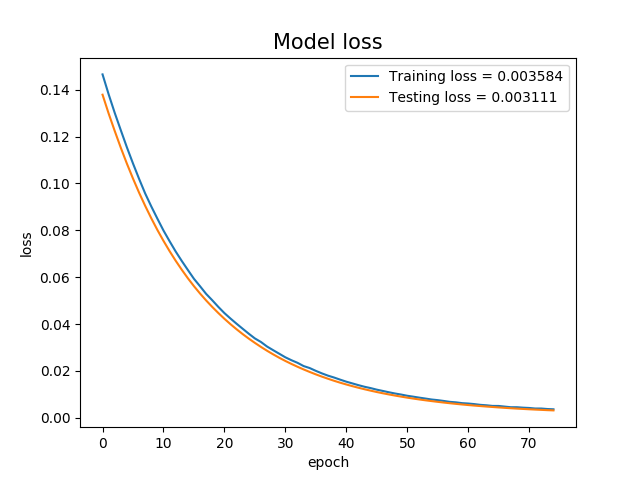 Model loss
Training loss = 0.003584
Testing loss = 0.003111
0.14
0.12
0.10
0.08
0.06
0.04
0.02
0.00
loss
0 10 20 30 40 50 60 70
epoch